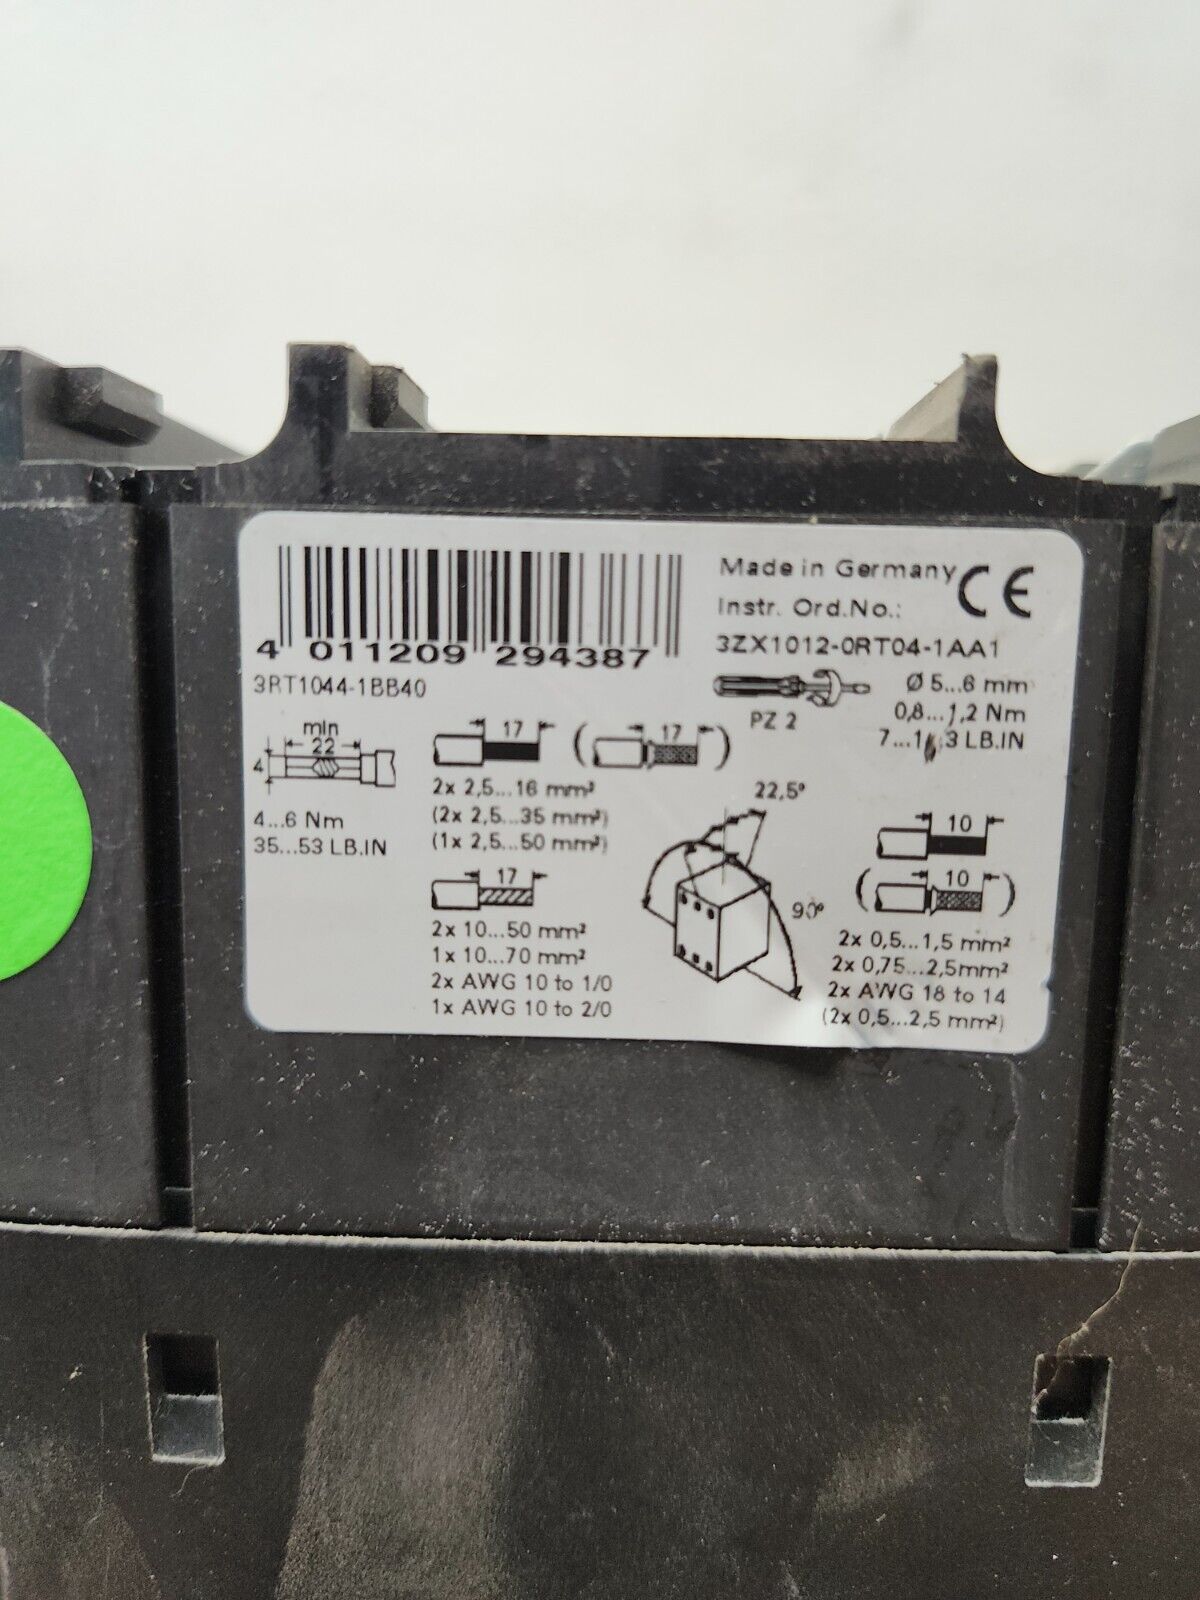 Made in Germany CE
Instr. Ord.No.:
3ZX1012-0RT04-1AA1
4 011209 294387
3RT1044-1BB40
PZ 2
Ø 5...6 mm
0,8...1,2 Nm
LB.IN
min
22
4
4...6 Nm
35...53 LB.IN
17
( 17 )
2x 2,5...16 mm²
(2x 2,5...35 mm²)
(1x 2,5...50 mm²)
17
2x 10...50 mm²
1x 10...70 mm²
2x AWG 10 to 1/0
1x AWG 10 to 2/0
22,5°
90°
10
( 10 )
2x 0,5...1,5 mm²
2x 0,75...2,5mm²
2x AWG 18 to 14
(2x 0,5...2,5 mm²)